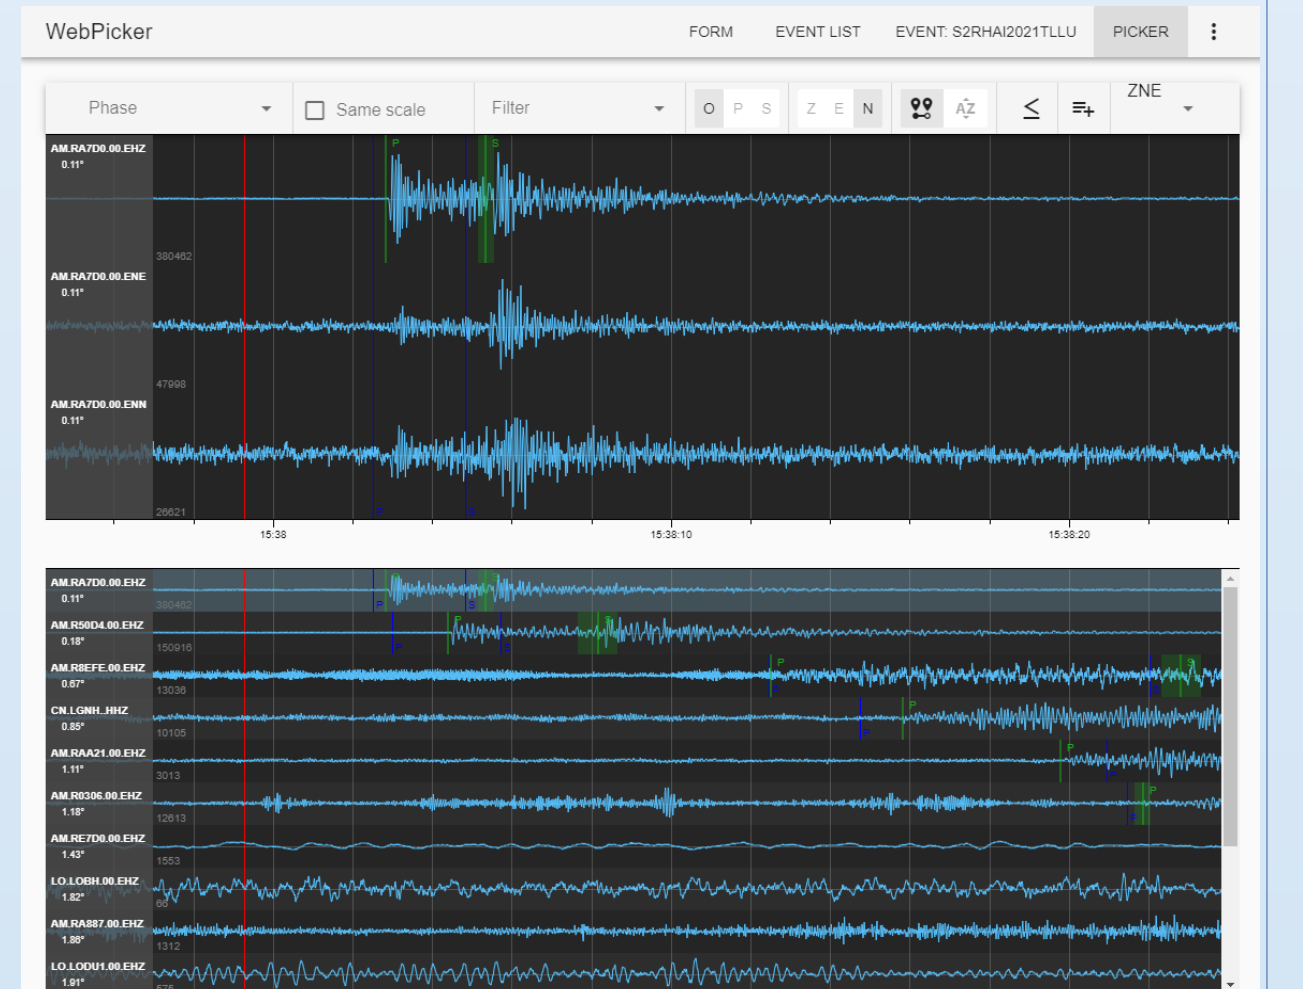 WebPicker FORM EVENT LIST EVENT: S2RHAI2021TLLU PICKER
Phase Same scale Filter O P S Z E N AZ ≤ ZNE
AM.RA7D0.00.EHZ P S
0.11°
380462
AM.RA7D0.00.ENE
0.11°
47998
AM.RA7D0.00.ENN
0.11°
26621 P S
15:38 15:38:10 15:38:20
AM.RA7D0.00.EHZ
0.11° P S
380462
AM.R50D4.00.EHZ P S
0.18° P S
150916
AM.R8EFE.00.EHZ P S
0.67°
13036
CN.LGNH..HHZ P
0.85° P
10105
AM.RAA21.00.EHZ P
1.11° P
3013
AM.R0306.00.EHZ P
1.18° P
12613
AM.RE7D0.00.EHZ
1.43°
1553
LO.LOBH.00.EHZ
1.82°
66
AM.RA887.00.EHZ
1.86°
1312
LO.LODU1.00.EHZ
1.91°